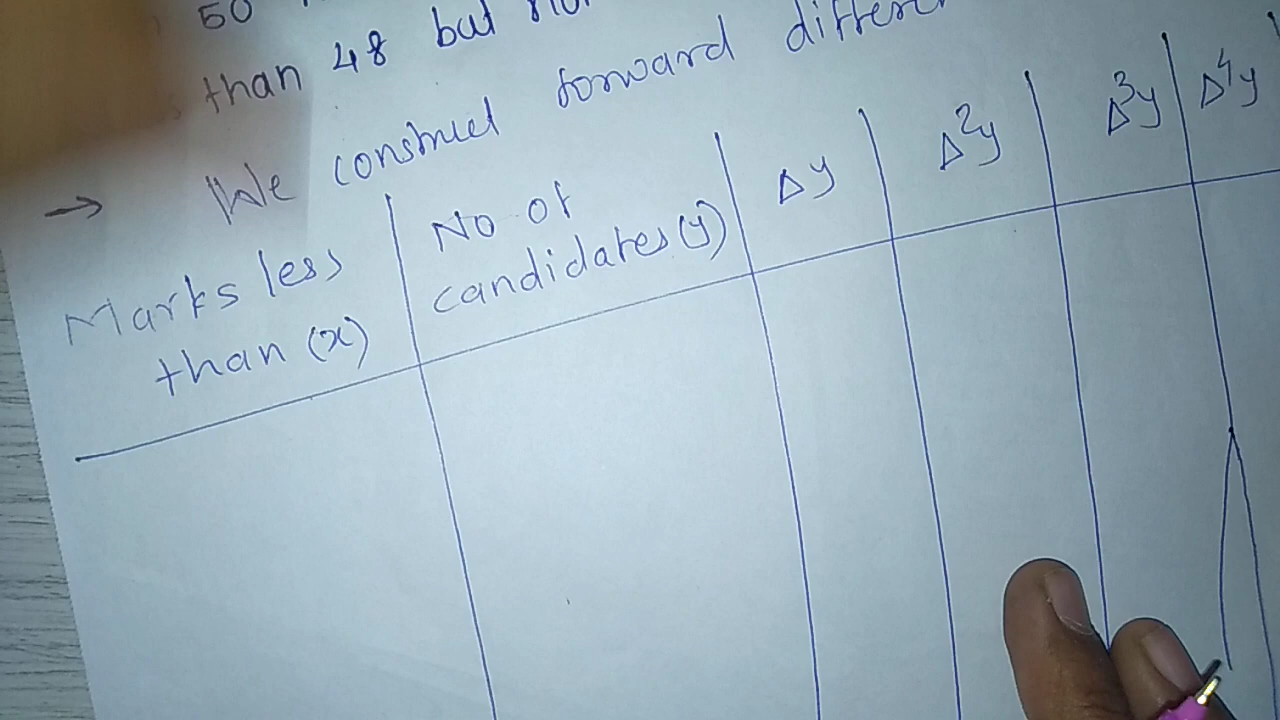 50
than 48 but
→ We construct forward
Marks less than (x) No of candidates (y) Δy Δ²y Δ³y Δ⁴y